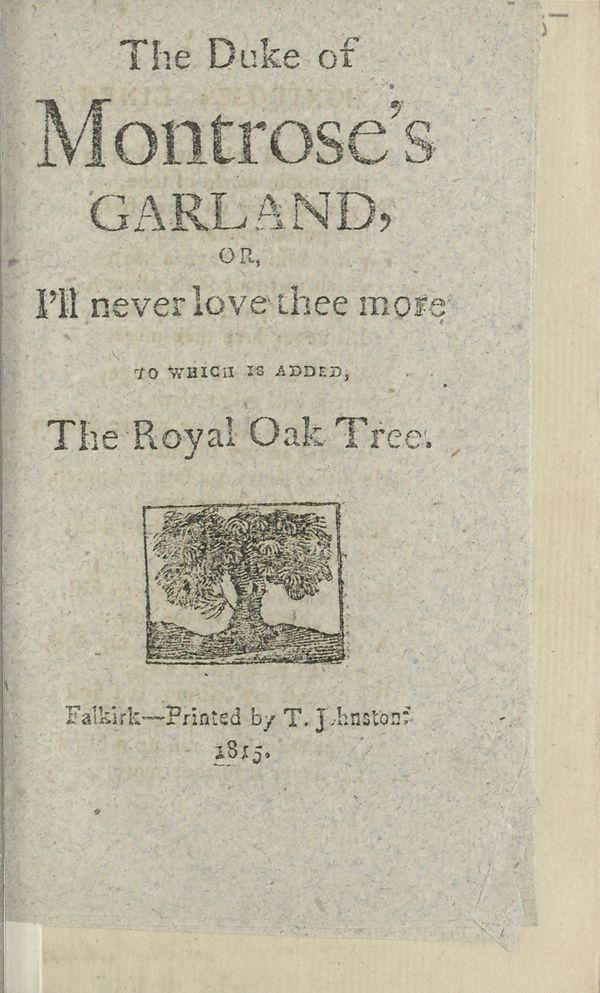 The Duke of
Montrose's
GARLAND,
OR,
I'll never love thee more
TO WHICH IS ADDED,
The Royal Oak Tree.
Falkirk—Printed by T. Johnston.
1815.